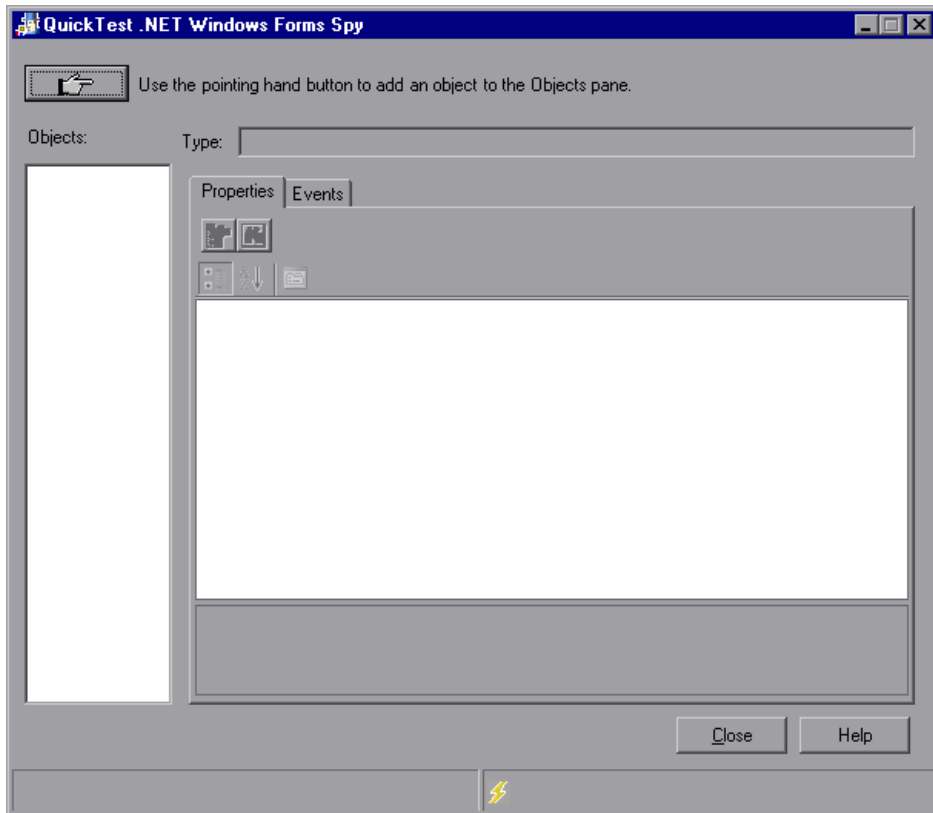 QuickTest .NET Windows Forms Spy
Use the pointing hand button to add an object to the Objects pane.
Objects:
Type:
Properties
Events
Close
Help